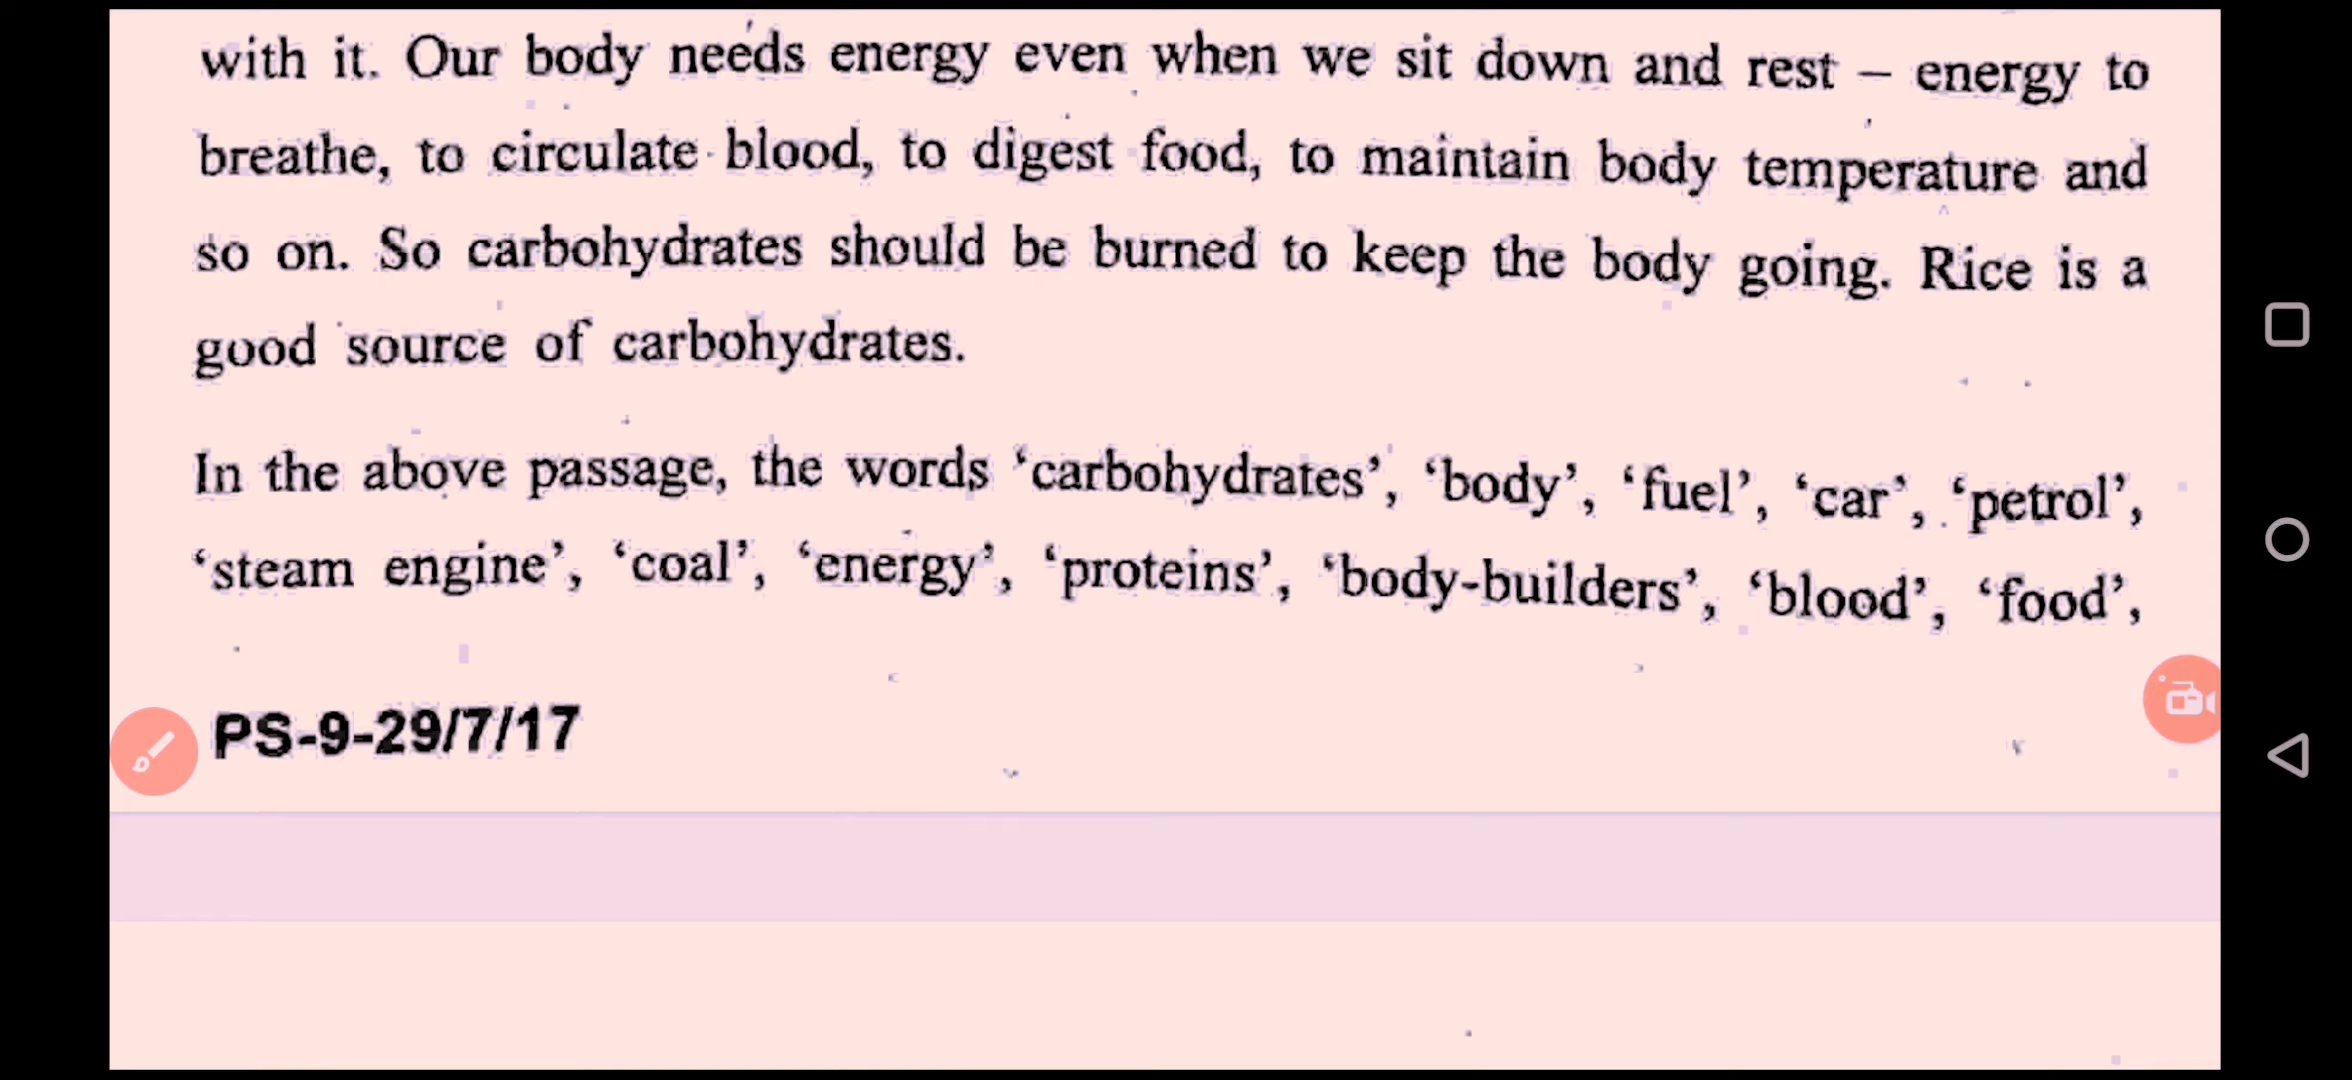 with it. Our body needs energy even when we sit down and rest – energy to
breathe, to circulate blood, to digest food, to maintain body temperature and
so on. So carbohydrates should be burned to keep the body going. Rice is a
good source of carbohydrates.
In the above passage, the words ‘carbohydrates’, ‘body’, ‘fuel’, ‘car’, ‘petrol’,
‘steam engine’, ‘coal’, ‘energy’, ‘proteins’, ‘body-builders’, ‘blood’, ‘food’,
PS-9-29/7/17